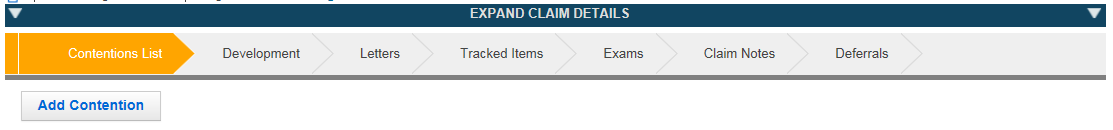 EXPAND CLAIM DETAILS
Contentions List Development Letters Tracked Items Exams Claim Notes Deferrals
Add Contention